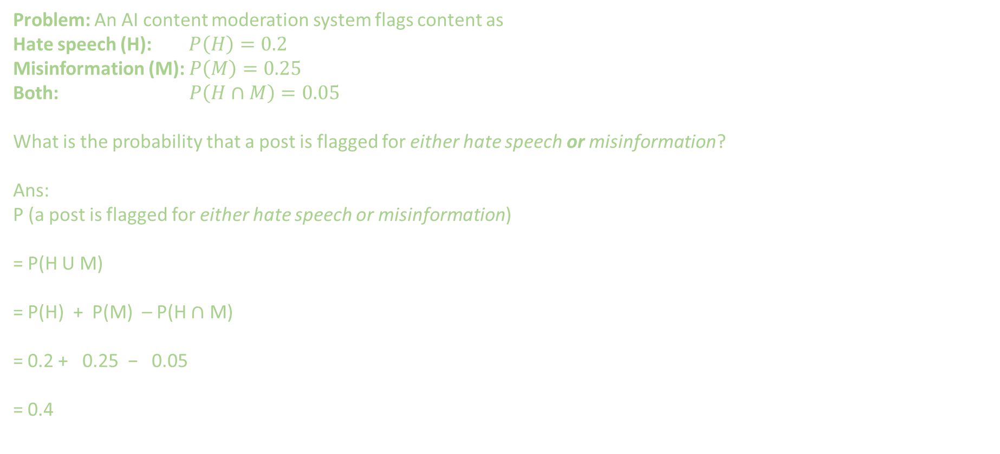 Problem: An AI content moderation system flags content as
Hate speech (H): P(H) = 0.2
Misinformation (M): P(M) = 0.25
Both: P(H ∩ M) = 0.05
What is the probability that a post is flagged for either hate speech or misinformation?
Ans:
P (a post is flagged for either hate speech or misinformation)
= P(H U M)
= P(H) + P(M) – P(H ∩ M)
= 0.2 + 0.25 − 0.05
= 0.4